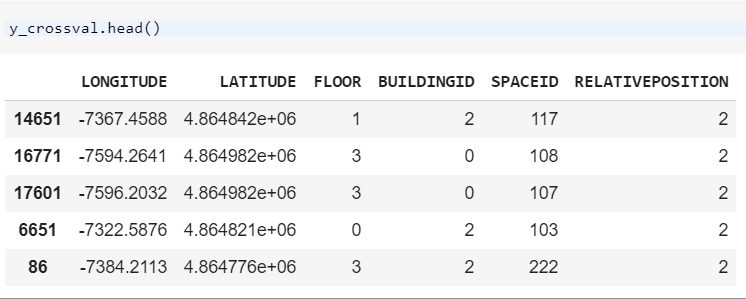 y_crossval.head()
LONGITUDE LATITUDE FLOOR BUILDINGID SPACEID RELATIVEPOSITION
14651 -7367.4588 4.864842e+06 1 2 117 2
16771 -7594.2641 4.864982e+06 3 0 108 2
17601 -7596.2032 4.864982e+06 3 0 107 2
6651 -7322.5876 4.864821e+06 0 2 103 2
86 -7384.2113 4.864776e+06 3 2 222 2